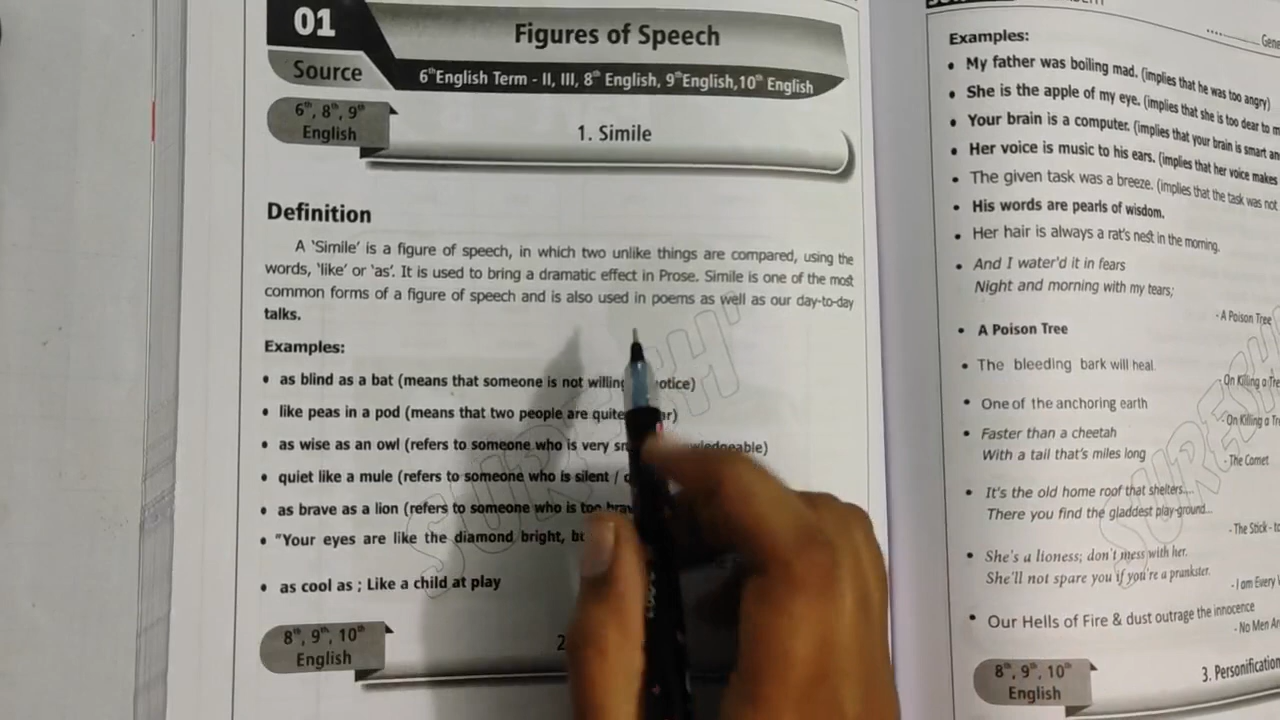 01
Figures of Speech
Source
6th English Term - II, III, 8th English, 9th English, 10th English
6th, 8th, 9th
English
1. Simile
Definition
A 'Simile' is a figure of speech, in which two unlike things are compared, using the
words, 'like' or 'as'. It is used to bring a dramatic effect in Prose. Simile is one of the most
common forms of a figure of speech and is also used in poems as well as our day-to-day
talks.
Examples:
• as blind as a bat (means that someone is not willing otice)
• like peas in a pod (means that two people are quite
• as wise as an owl (refers to someone who is very
• quiet like a mule (refers to someone who is silent /
• as brave as a lion (refers to someone who is too
• "Your eyes are like the diamond bright,
• as cool as ; Like a child at play
8th, 9th, 10th
English
2
SURESH'
Examples:
• My father was boiling mad. (implies that he was too angry)
• She is the apple of my eye. (implies that she is too dear to
• Your brain is a computer. (implies that your brain is smart
• Her voice is music to his ears. (implies that her voice makes
• The given task was a breeze. (implies that the task was not
• His words are pearls of wisdom.
• Her hair is always a rat's nest in the morning.
• And I water'd it in fears
Night and morning with my tears;
- A Poison Tree
• A Poison Tree
• The bleeding bark will heal.
On Killing a
• One of the anchoring earth
On Killing a
• Faster than a cheetah
With a tail that's miles long
- The Comet
• It's the old home roof that shelters....
There you find the gladdest play-ground...
- The Stick -
• She's a lioness; don't mess with her.
She'll not spare you if you're a prankster.
- I am Every
• Our Hells of Fire & dust outrage the innocence
- No Men
8th, 9th, 10th
English
3. Personification
SURESH